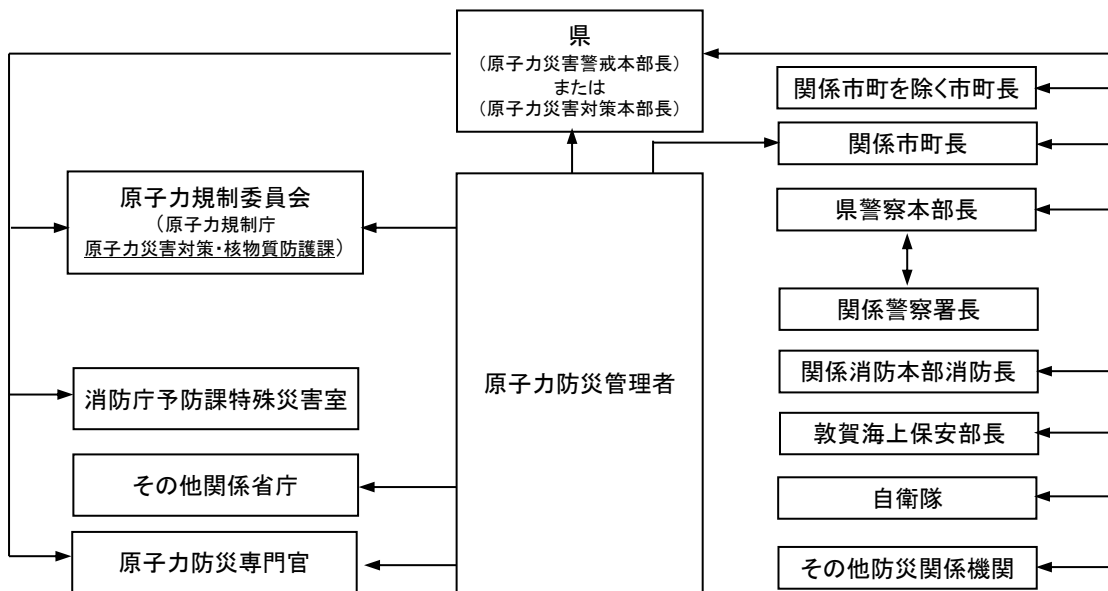 県
（原子力災害警戒本部長）
または
（原子力災害対策本部長）
関係市町を除く市町長
関係市町長
原子力規制委員会
（原子力規制庁
原子力災害対策・核物質防護課）
県警察本部長
関係警察署長
原子力防災管理者
関係消防本部消防長
消防庁予防課特殊災害室
敦賀海上保安部長
その他関係省庁
自衛隊
原子力防災専門官
その他防災関係機関